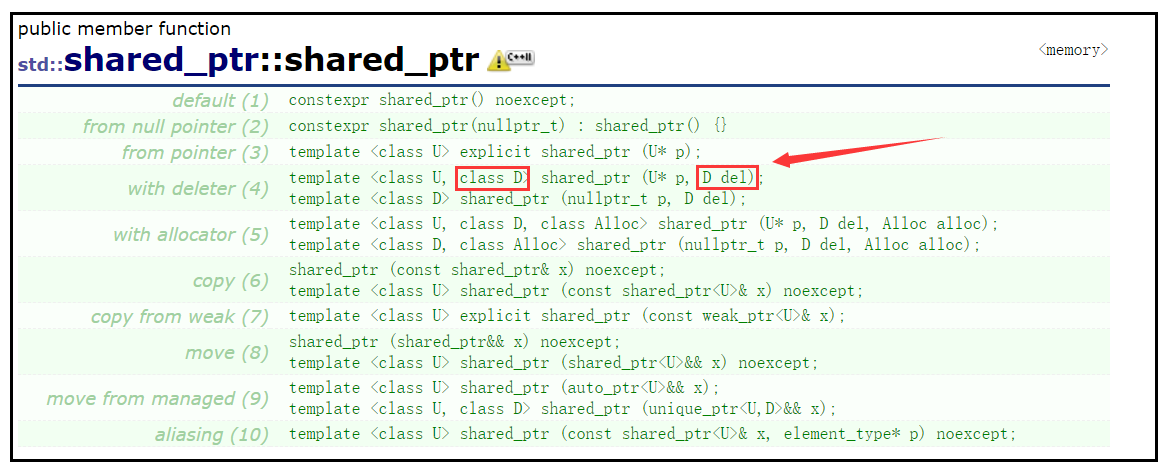 public member function
std::shared_ptr::shared_ptr C++11 <memory>
default (1) constexpr shared_ptr() noexcept;
from null pointer (2) constexpr shared_ptr(nullptr_t) : shared_ptr() {}
from pointer (3) template <class U> explicit shared_ptr (U* p);
with deleter (4) template <class U, class D> shared_ptr (U* p, D del);
template <class D> shared_ptr (nullptr_t p, D del);
with allocator (5) template <class U, class D, class Alloc> shared_ptr (U* p, D del, Alloc alloc);
template <class D, class Alloc> shared_ptr (nullptr_t p, D del, Alloc alloc);
copy (6) shared_ptr (const shared_ptr& x) noexcept;
template <class U> shared_ptr (const shared_ptr<U>& x) noexcept;
copy from weak (7) template <class U> explicit shared_ptr (const weak_ptr<U>& x);
move (8) shared_ptr (shared_ptr&& x) noexcept;
template <class U> shared_ptr (shared_ptr<U>&& x) noexcept;
move from managed (9) template <class U> shared_ptr (auto_ptr<U>&& x);
template <class U, class D> shared_ptr (unique_ptr<U,D>&& x);
aliasing (10) template <class U> shared_ptr (const shared_ptr<U>& x, element_type* p) noexcept;